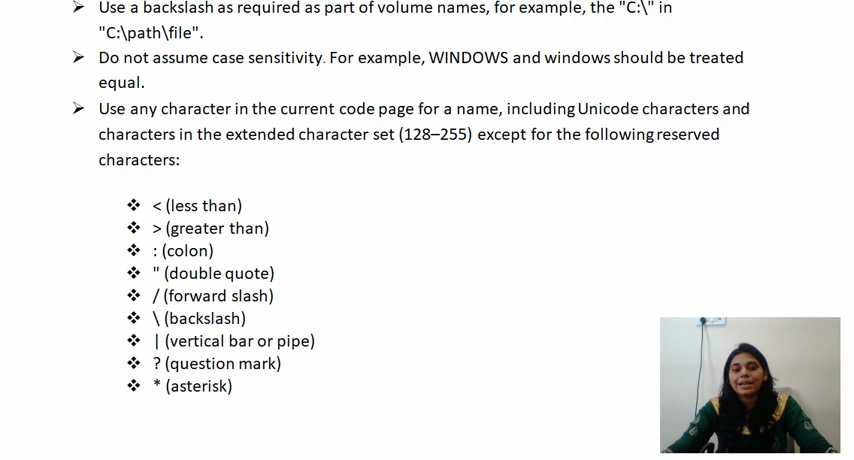 ➤ Use a backslash as required as part of volume names, for example, the "C:\" in
"C:\path\file".
➤ Do not assume case sensitivity. For example, WINDOWS and windows should be treated
equal.
➤ Use any character in the current code page for a name, including Unicode characters and
characters in the extended character set (128–255) except for the following reserved
characters:
❖ < (less than)
❖ > (greater than)
❖ : (colon)
❖ " (double quote)
❖ / (forward slash)
❖ \ (backslash)
❖ | (vertical bar or pipe)
❖ ? (question mark)
❖ * (asterisk)